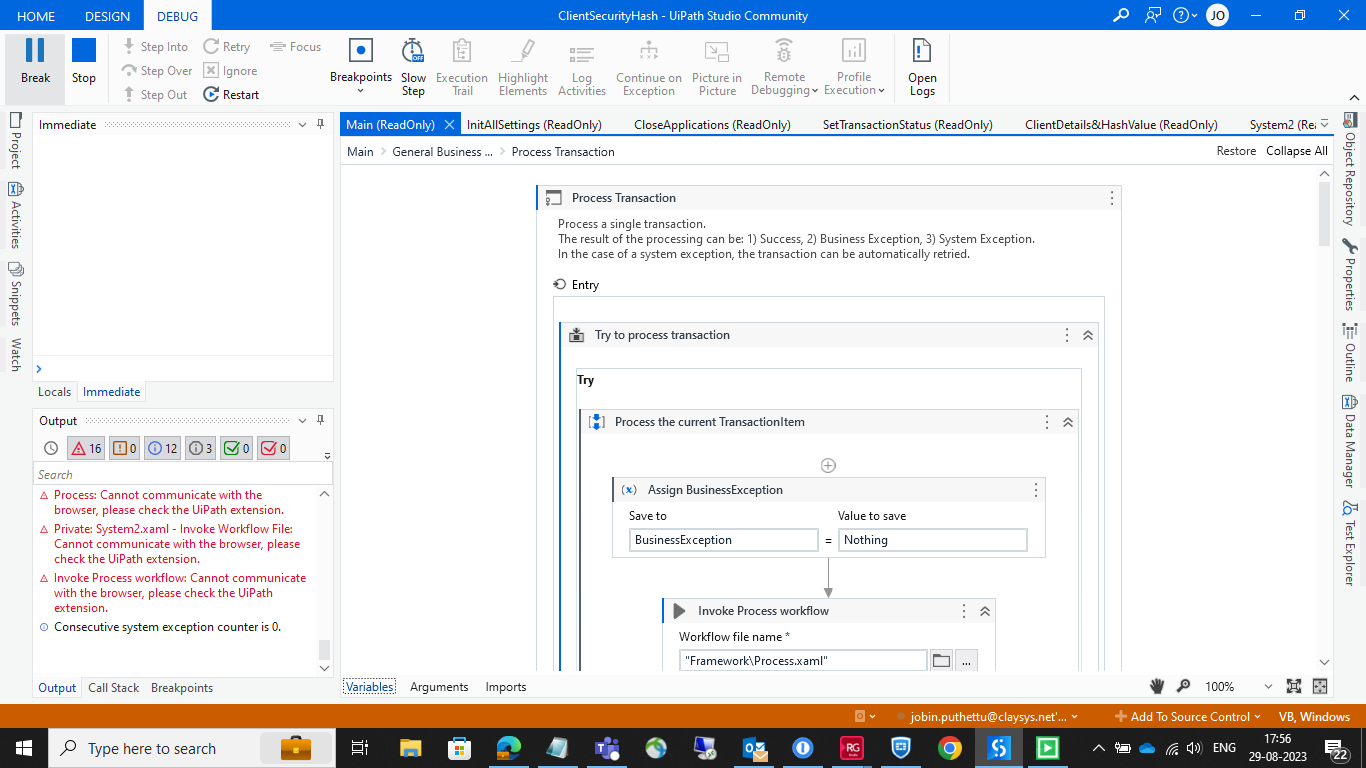 HOME DESIGN DEBUG ClientSecurityHash - UiPath Studio Community JO
Break Stop Step Into Step Over Step Out Retry Ignore Restart Focus
Breakpoints Slow Step Execution Trail Highlight Elements Log Activities Continue on Exception Picture in Picture Remote Debugging Profile Execution Open Logs
OFF
Project
Activities
Snippets
Watch
Immediate
Locals Immediate
Output
16 0 12 3 0 0
Search
Process: Cannot communicate with the
browser, please check the UiPath extension.
Private: System2.xaml - Invoke Workflow File:
Cannot communicate with the browser, please
check the UiPath extension.
Invoke Process workflow: Cannot communicate
with the browser, please check the UiPath
extension.
Consecutive system exception counter is 0.
Output Call Stack Breakpoints
Main (ReadOnly) InitAllSettings (ReadOnly) CloseApplications (ReadOnly) SetTransactionStatus (ReadOnly) ClientDetails&HashValue (ReadOnly) System2 (Re
Main General Business ... Process Transaction Restore Collapse All
Process Transaction
Process a single transaction.
The result of the processing can be: 1) Success, 2) Business Exception, 3) System Exception.
In the case of a system exception, the transaction can be automatically retried.
Entry
Try to process transaction
Try
Process the current TransactionItem
(x) Assign BusinessException
Save to Value to save
BusinessException = Nothing
Invoke Process workflow
Workflow file name *
"Framework\Process.xaml" ...
Variables Arguments Imports 100%
Object Repository
Properties
Outline
Data Manager
Test Explorer
jobin.puthettu@claysys.net'... Add To Source Control VB, Windows
Type here to search
RG
ENG
17:56
29-08-2023
22